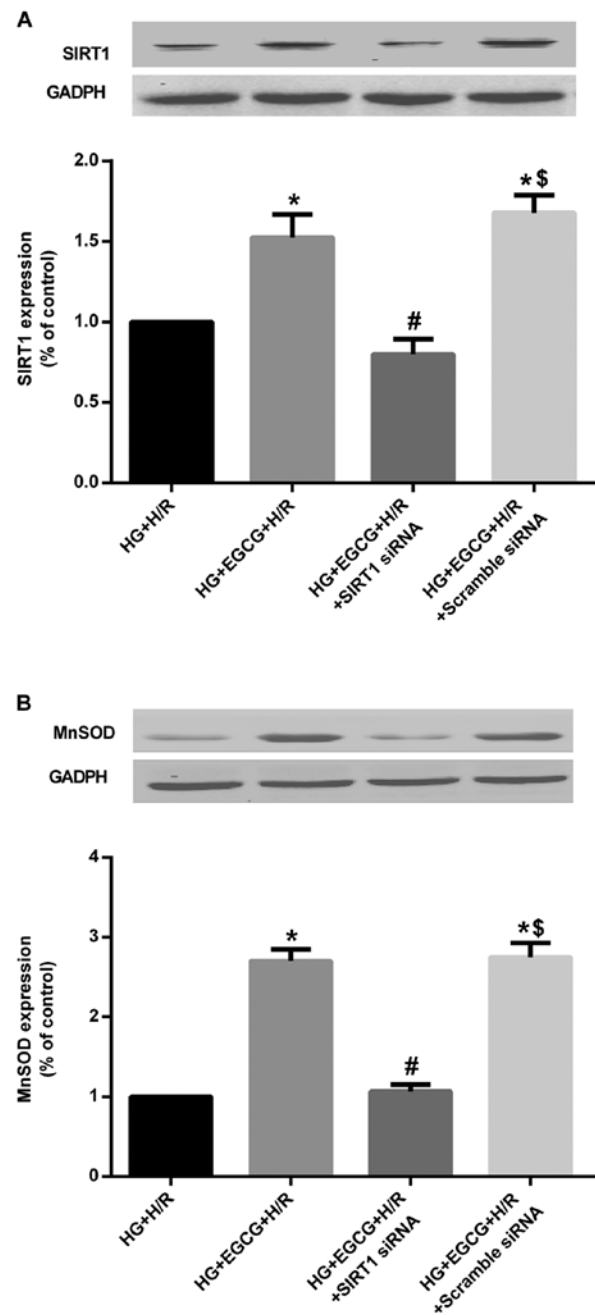 A
SIRT1
GADPH
2.0
1.5
1.0
0.5
0.0
SIRT1 expression
(% of control)
*
#
*$
HG+H/R
HG+EGCG+H/R
HG+EGCG+H/R
+SIRT1 siRNA
HG+EGCG+H/R
+Scramble siRNA
B
MnSOD
GADPH
4
3
2
1
0
MnSOD expression
(% of control)
*
#
*$
HG+H/R
HG+EGCG+H/R
HG+EGCG+H/R
+SIRT1 siRNA
HG+EGCG+H/R
+Scramble siRNA